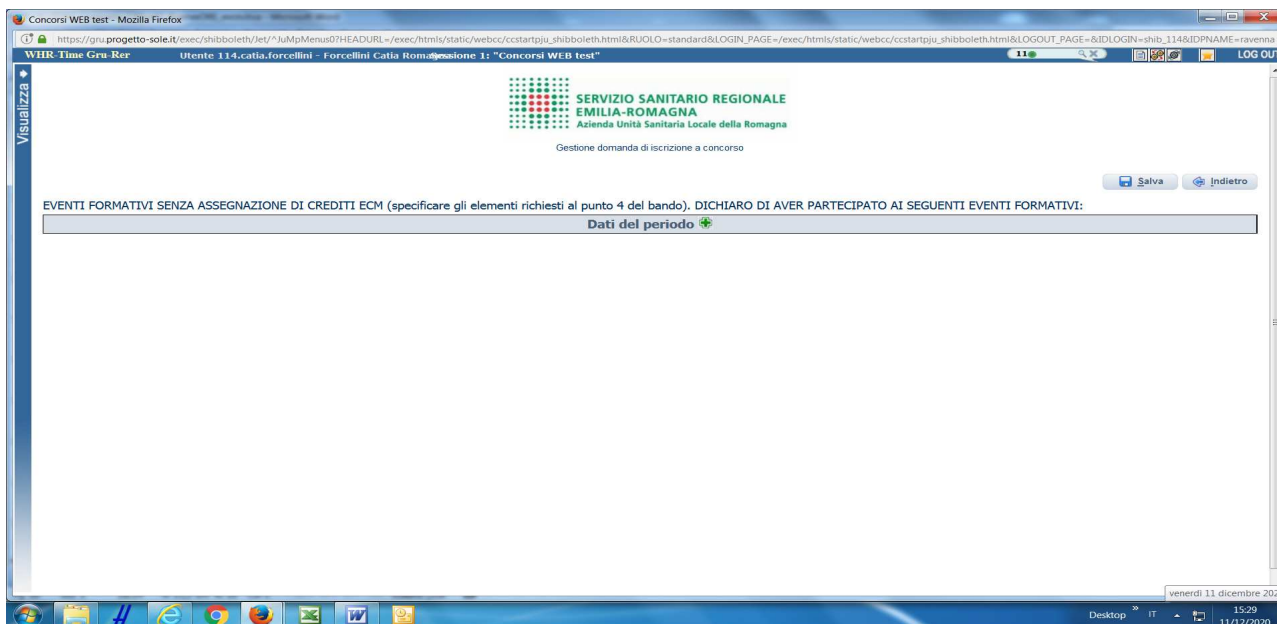 Concorsi WEB test - Mozilla Firefox
https://gru.progetto-sole.it/exec/shibboleth/Jet/^JuMpMenus0?HEADURL=/exec/htmls/static/webcc/ccstartpju_shibboleth.html&RUOLO=standard&LOGIN_PAGE=/exec/htmls/static/webcc/ccstartpju_shibboleth.html&LOGOUT_PAGE=&IDLOGIN=shib_114&IDPNAME=ravenna
WHR-Time Gru-Rer Utente 114.catia.forcellini - Forcellini Catia Sessione 1: "Concorsi WEB test" 11 LOG OU
Visualizza
SERVIZIO SANITARIO REGIONALE
EMILIA-ROMAGNA
Azienda Unità Sanitaria Locale della Romagna
Gestione domanda di iscrizione a concorso
Salva Indietro
EVENTI FORMATIVI SENZA ASSEGNAZIONE DI CREDITI ECM (specificare gli elementi richiesti al punto 4 del bando). DICHIARO DI AVER PARTECIPATO AI SEGUENTI EVENTI FORMATIVI:
Dati del periodo
venerdì 11 dicembre 202
Desktop » IT 15:29
11/12/2020